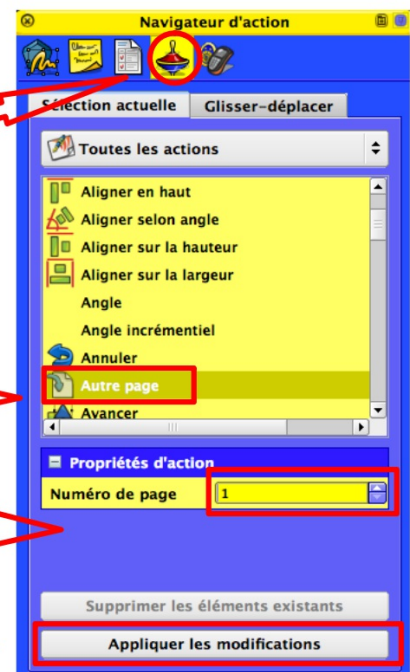 Navigateur d'action
Sélection actuelle
Glisser-déplacer
Toutes les actions
Aligner en haut
Aligner selon angle
Aligner sur la hauteur
Aligner sur la largeur
Angle
Angle incrémentiel
Annuler
Autre page
Avancer
Propriétés d'action
Numéro de page 1
Supprimer les éléments existants
Appliquer les modifications